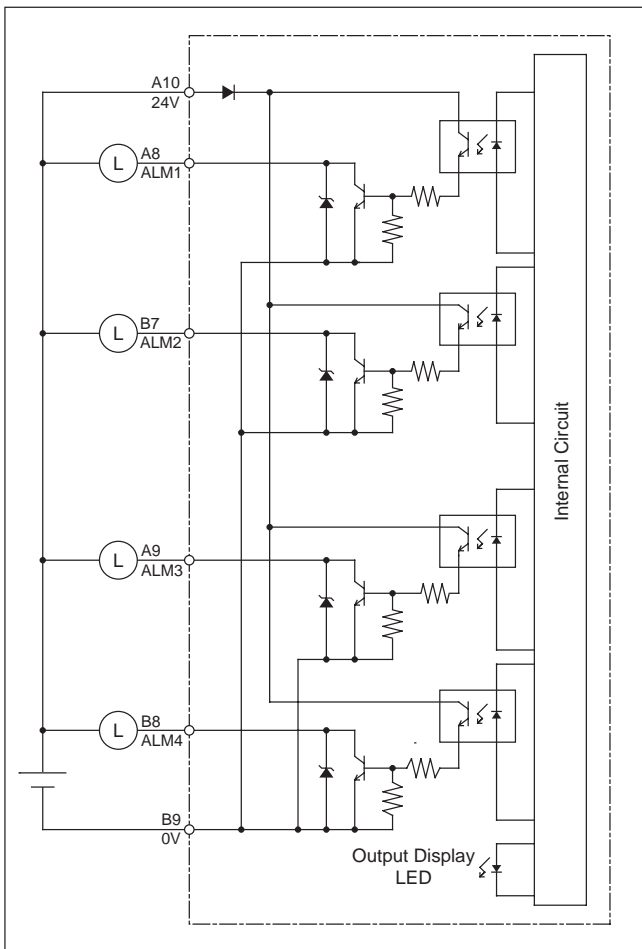 A10
24V
L
A8
ALM1
L
B7
ALM2
L
A9
ALM3
L
B8
ALM4
B9
0V
Internal Circuit
Output Display
LED